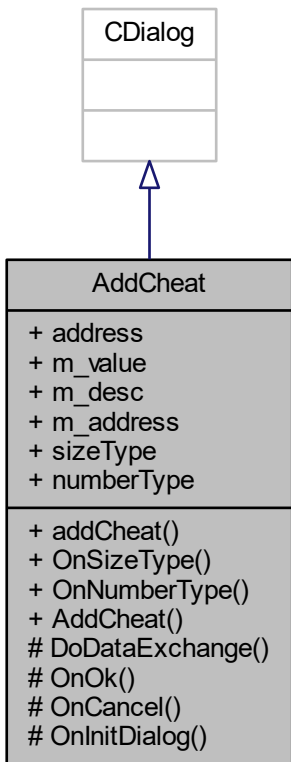 CDialog
AddCheat
+ address
+ m_value
+ m_desc
+ m_address
+ sizeType
+ numberType
+ addCheat()
+ OnSizeType()
+ OnNumberType()
+ AddCheat()
# DoDataExchange()
# OnOk()
# OnCancel()
# OnInitDialog()